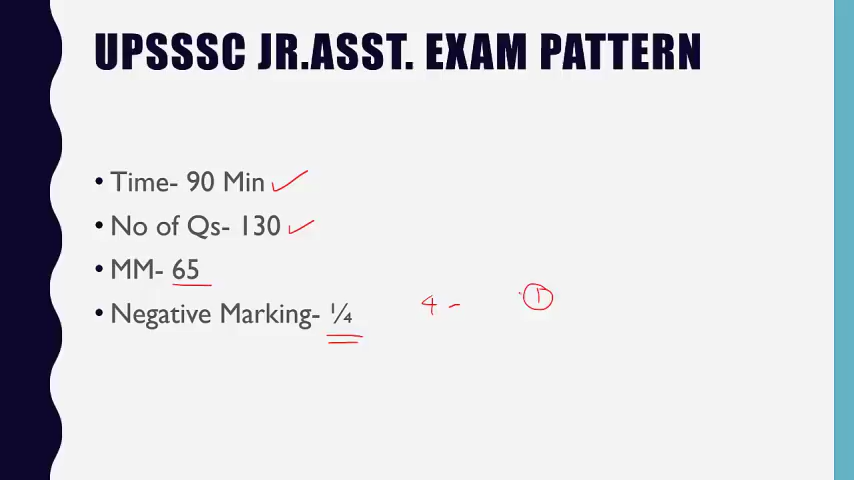 UPSSSC JR.ASST. EXAM PATTERN
• Time- 90 Min
• No of Qs- 130
• MM- 65
• Negative Marking- ¼ 4 - 1